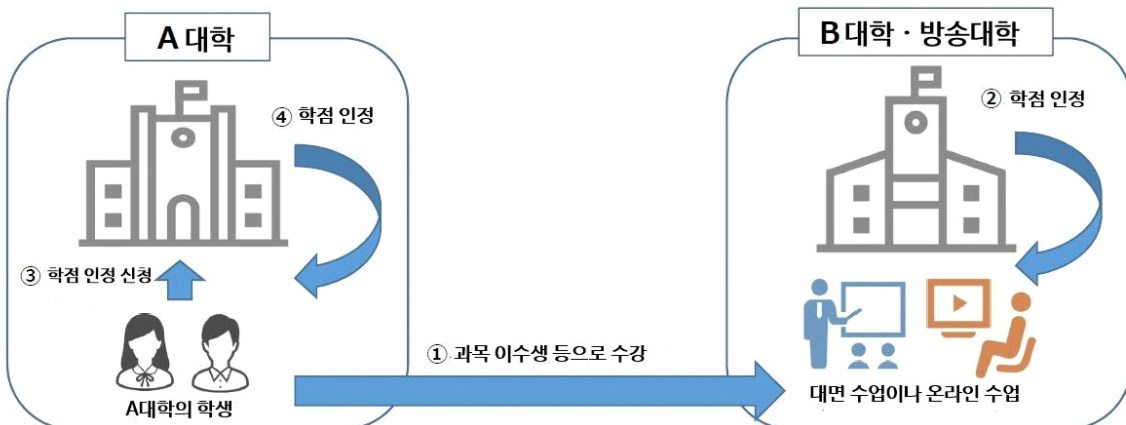 A 대학
B 대학 · 방송대학
④ 학점 인정
② 학점 인정
③ 학점 인정 신청
① 과목 이수생 등으로 수강
A대학의 학생
대면 수업이나 온라인 수업